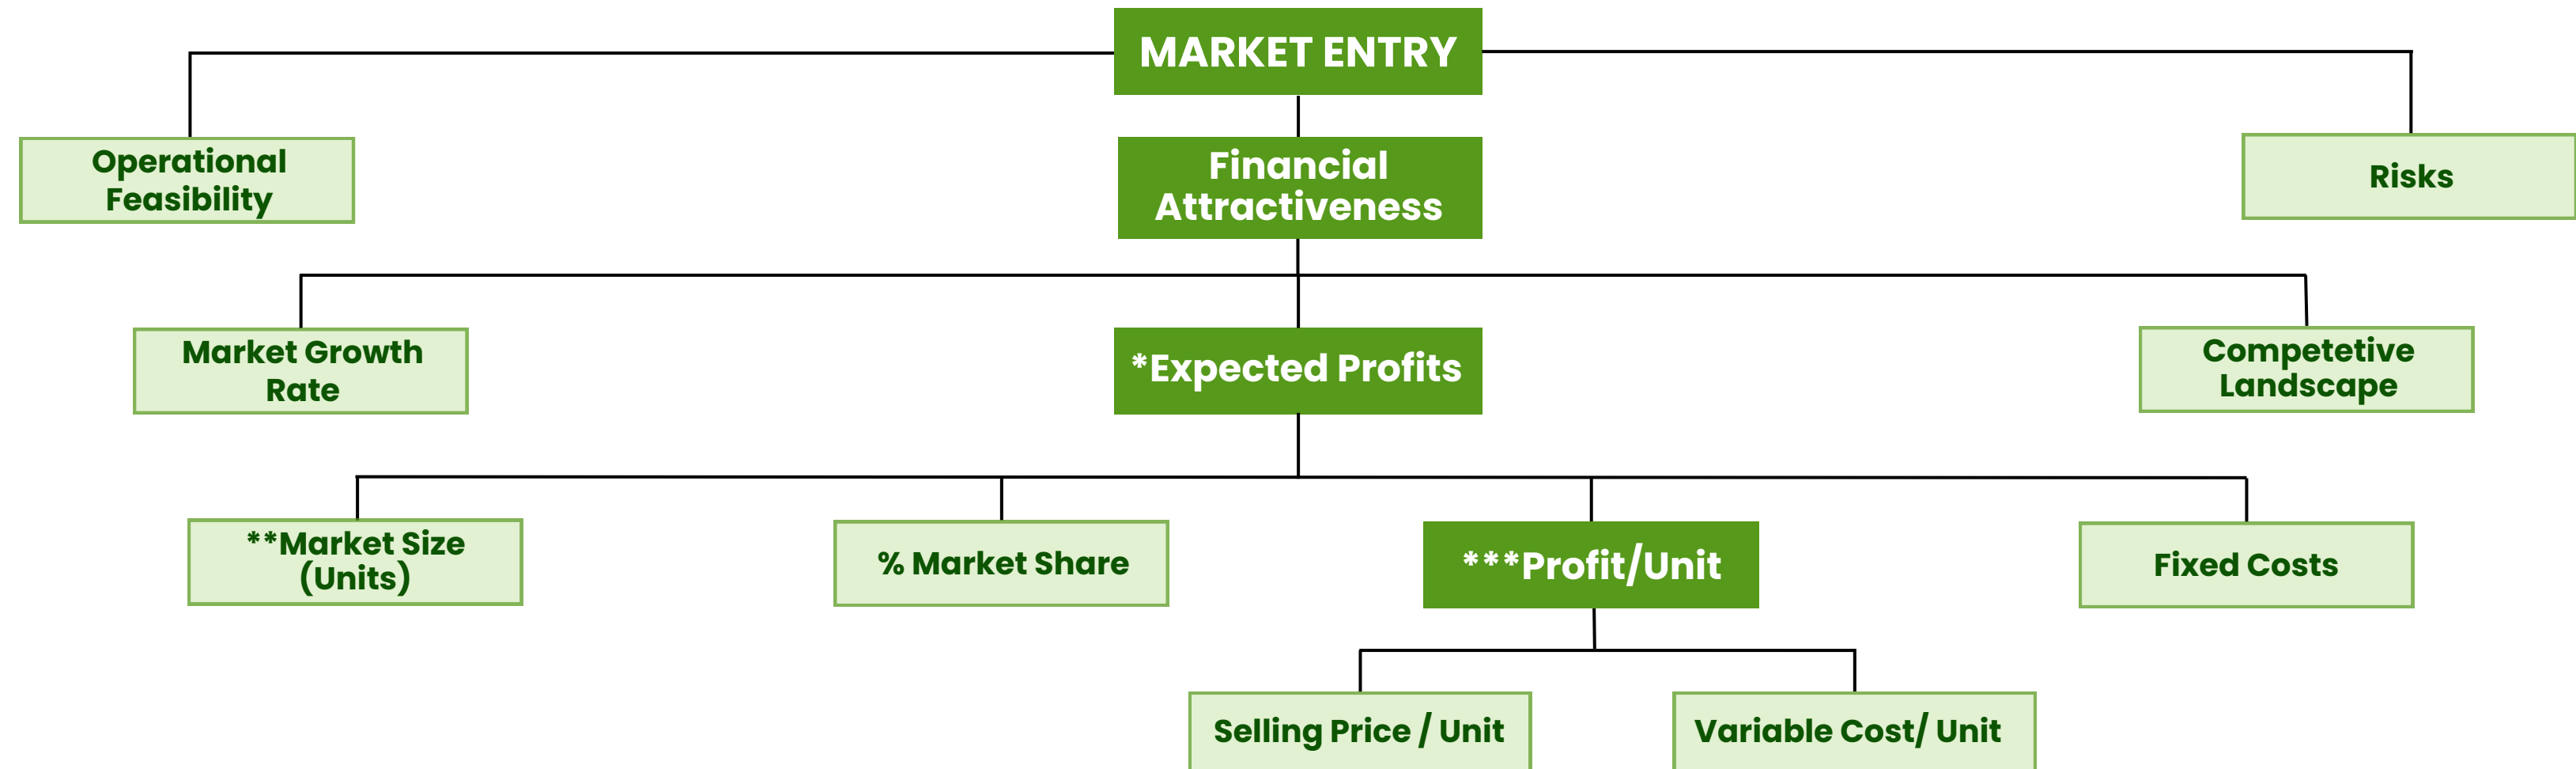 MARKET ENTRY
Operational
Feasibility
Financial
Attractiveness
Risks
Market Growth
Rate
*Expected Profits
Competetive
Landscape
**Market Size
(Units)
% Market Share
***Profit/Unit
Fixed Costs
Selling Price / Unit
Variable Cost/ Unit